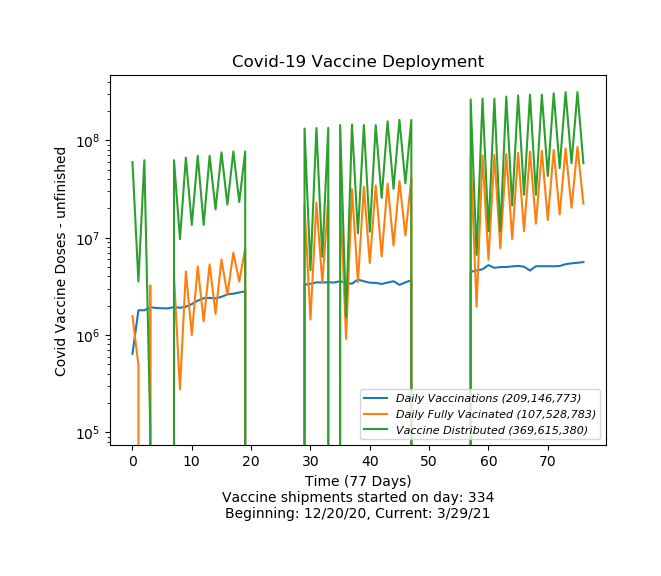 Covid-19 Vaccine Deployment
Covid Vaccine Doses - unfinished
10^8
10^7
10^6
10^5
Daily Vaccinations (209,146,773)
Daily Fully Vacinated (107,528,783)
Vaccine Distributed (369,615,380)
0 10 20 30 40 50 60 70
Time (77 Days)
Vaccine shipments started on day: 334
Beginning: 12/20/20, Current: 3/29/21